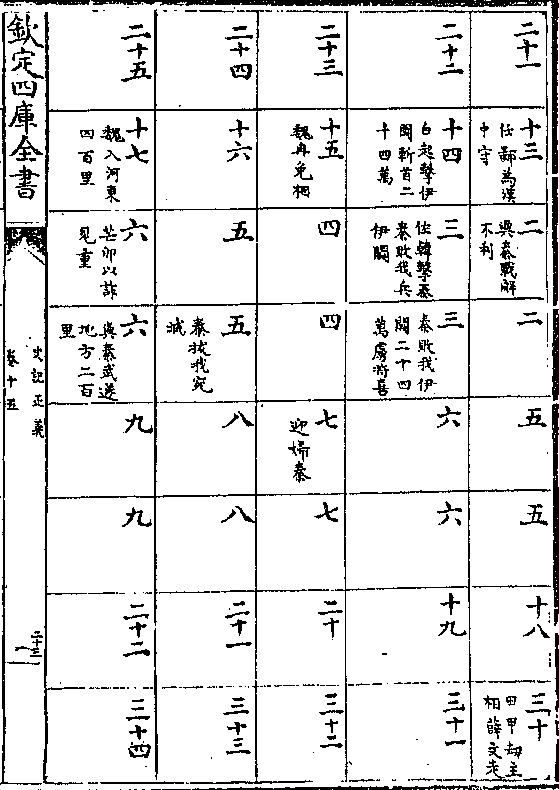 二十一
十三
任鄙為漢
中守
二
與秦戰解
不利
二
五
五
十八
三十
田甲劫主
相薛文走
二十二
十四
白起擊伊
闕斬首二
十四萬
三
佐韓擊秦
秦敗我兵
伊闕
三
秦敗我伊
闕二十四
萬虜將喜
六
六
十九
三十一
二十三
十五
魏冉免相
四
四
七
迎婦秦
七
二十
三十二
二十四
十六
五
五
秦拔我宛
城
八
八
二十一
三十三
二十五
十七
魏入河東
四百里
六
芒卯以詐
見重
六
與秦武遂
地方二百
里
九
九
二十二
三十四
欽定四庫全書
史記正義
卷十五
二十三